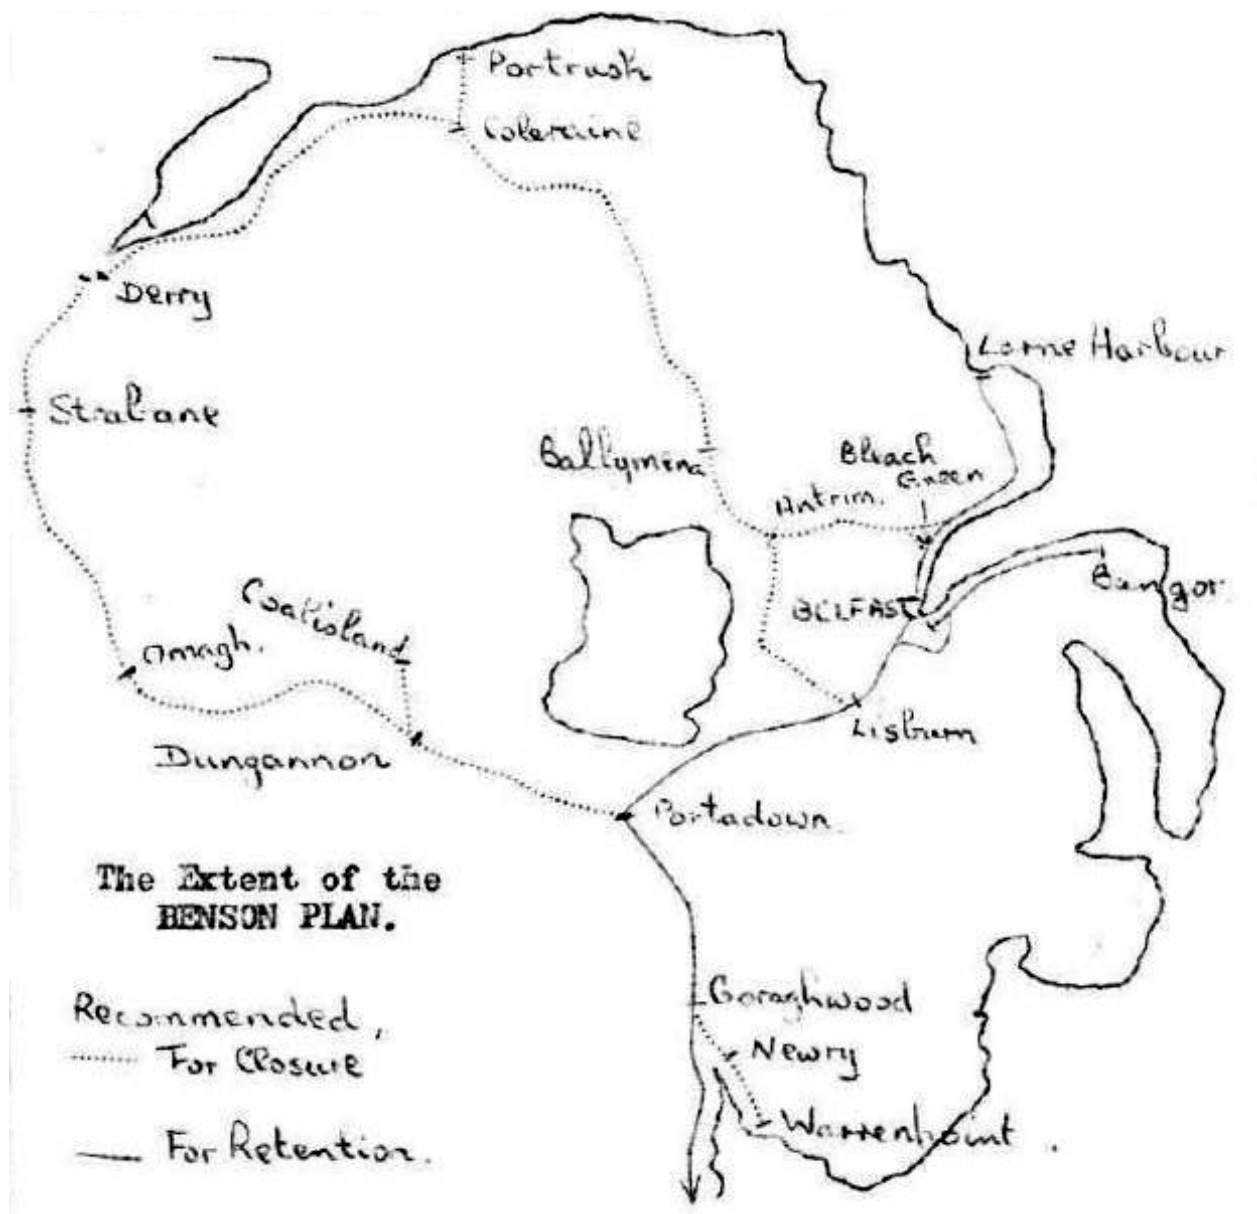 Portrush
Coleraine
Derry
Larne Harbour
Strabane
Ballymena
Bleach
Green
Antrim.
BELFAST
Bangor
Coalisland
Omagh.
Lisburn
Dungannon
Portadown.
The Extent of the
BENSON PLAN.
Goraghwood
Recommended,
For Closure
Newry
Warrenpoint.
For Retention.